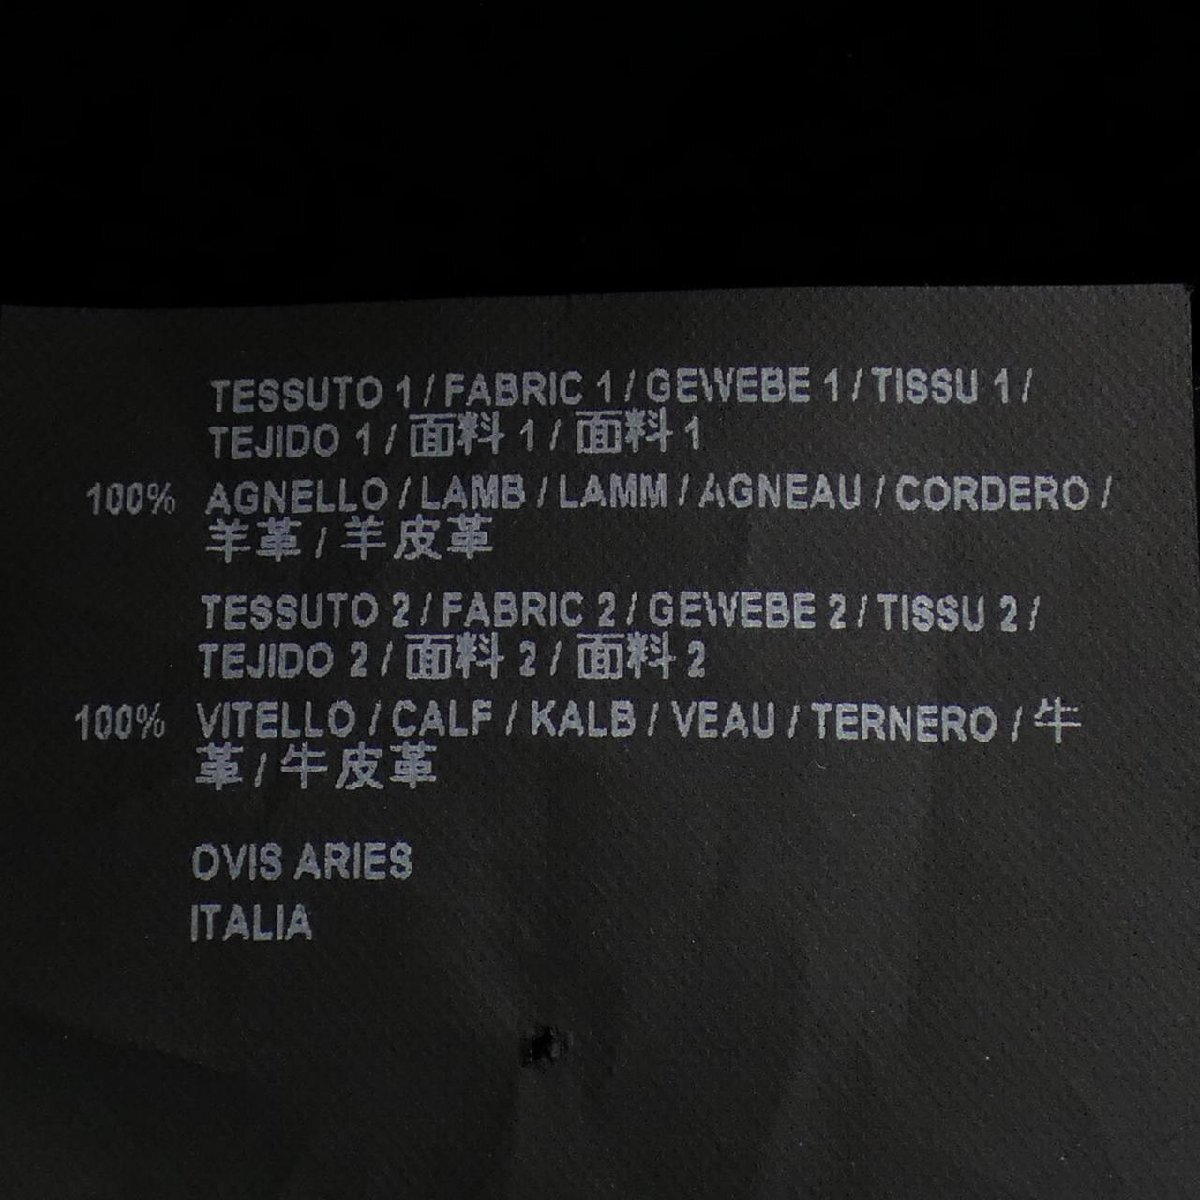 TESSUTO 1 / FABRIC 1 / GEWEBE 1 / TISSU 1 /
TEJIDO 1 / 面料 1 / 面料 1
100% AGNELLO / LAMB / LAMM / AGNEAU / CORDERO /
羊革 / 羊皮革
TESSUTO 2 / FABRIC 2 / GEWEBE 2 / TISSU 2 /
TEJIDO 2 / 面料 2 / 面料 2
100% VITELLO / CALF / KALB / VEAU / TERNERO / 牛
革 / 牛皮革
OVIS ARIES
ITALIA